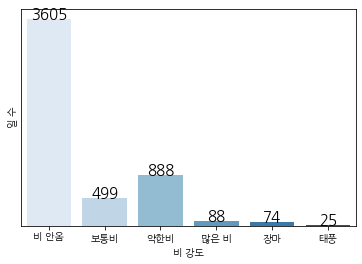 3605
499
888
88
74
25
일 수
비 안옴
보통비
약한비
많은 비
장마
태풍
비 강도